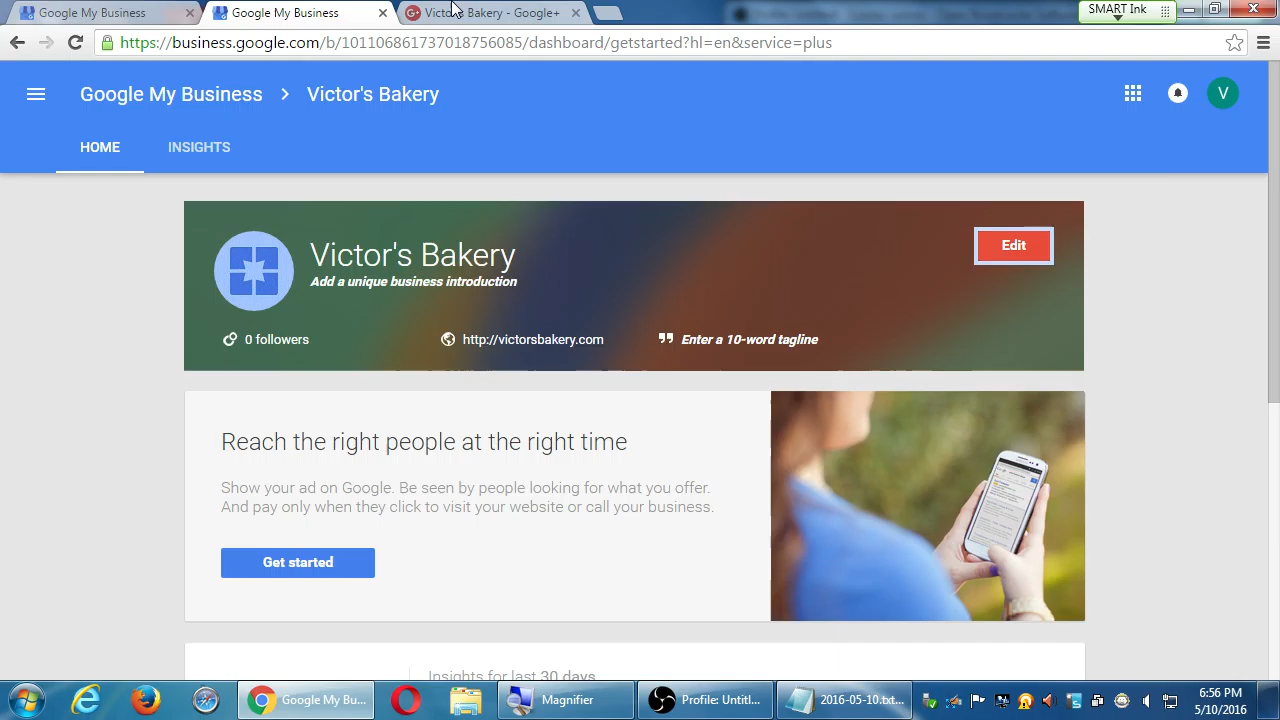 Google My Business
Google My Business
Victor's Bakery - Google+
SMART Ink
https://business.google.com/b/101106861737018756085/dashboard/getstarted?hl=en&service=plus
Google My Business > Victor's Bakery
V
HOME
INSIGHTS
Victor's Bakery
Edit
Add a unique business introduction
0 followers
http://victorsbakery.com
Enter a 10-word tagline
Reach the right people at the right time
Show your ad on Google. Be seen by people looking for what you offer.
And pay only when they click to visit your website or call your business.
Get started
Insights for last 30 days
Google My Bu...
Magnifier
Profile: Untitl...
2016-05-10.txt...
6:56 PM
5/10/2016